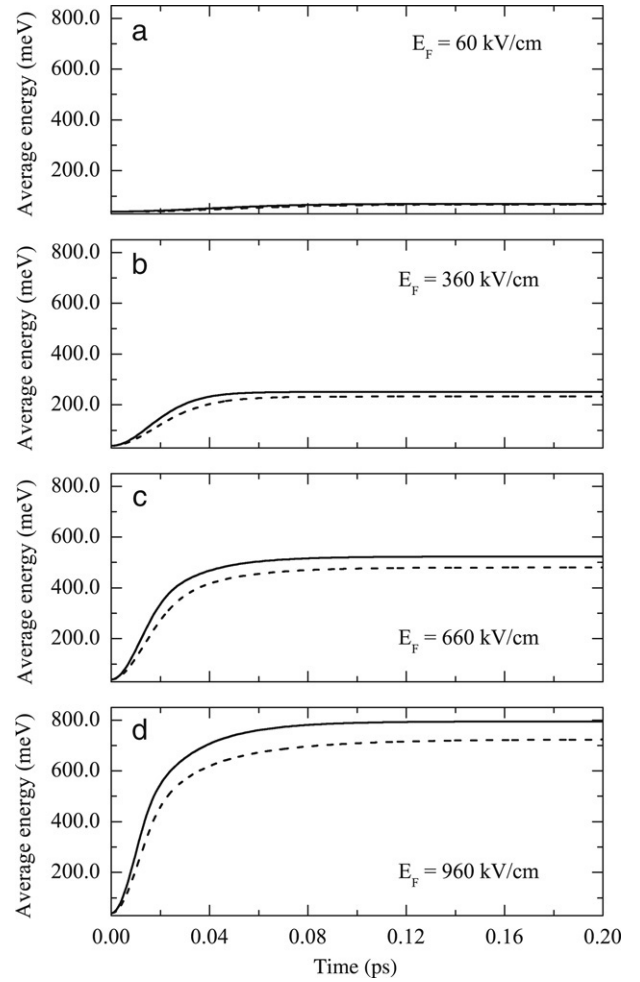 a
E_F = 60 kV/cm
Average energy (meV)
800.0
600.0
400.0
200.0
b
E_F = 360 kV/cm
Average energy (meV)
800.0
600.0
400.0
200.0
c
E_F = 660 kV/cm
Average energy (meV)
800.0
600.0
400.0
200.0
d
E_F = 960 kV/cm
Average energy (meV)
800.0
600.0
400.0
200.0
0.00 0.04 0.08 0.12 0.16 0.20
Time (ps)